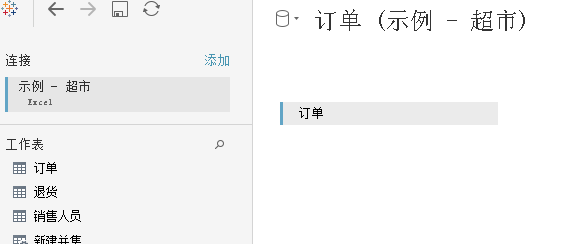 订单 (示例 - 超市)
连接 添加
示例 - 超市
Excel
订单
工作表
订单
退货
销售人员
新建并集